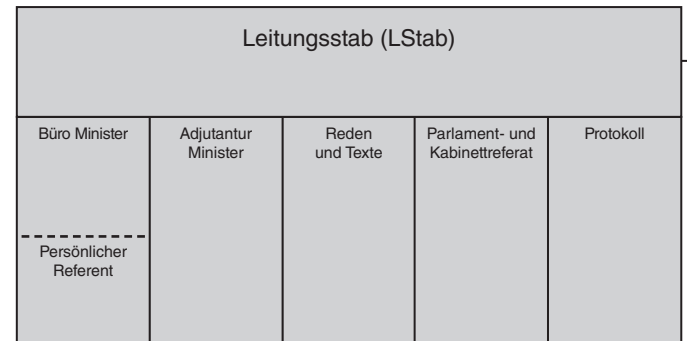 Leitungsstab (LStab)
Büro Minister
Persönlicher
Referent
Adjutantur
Minister
Reden
und Texte
Parlament- und
Kabinettreferat
Protokoll